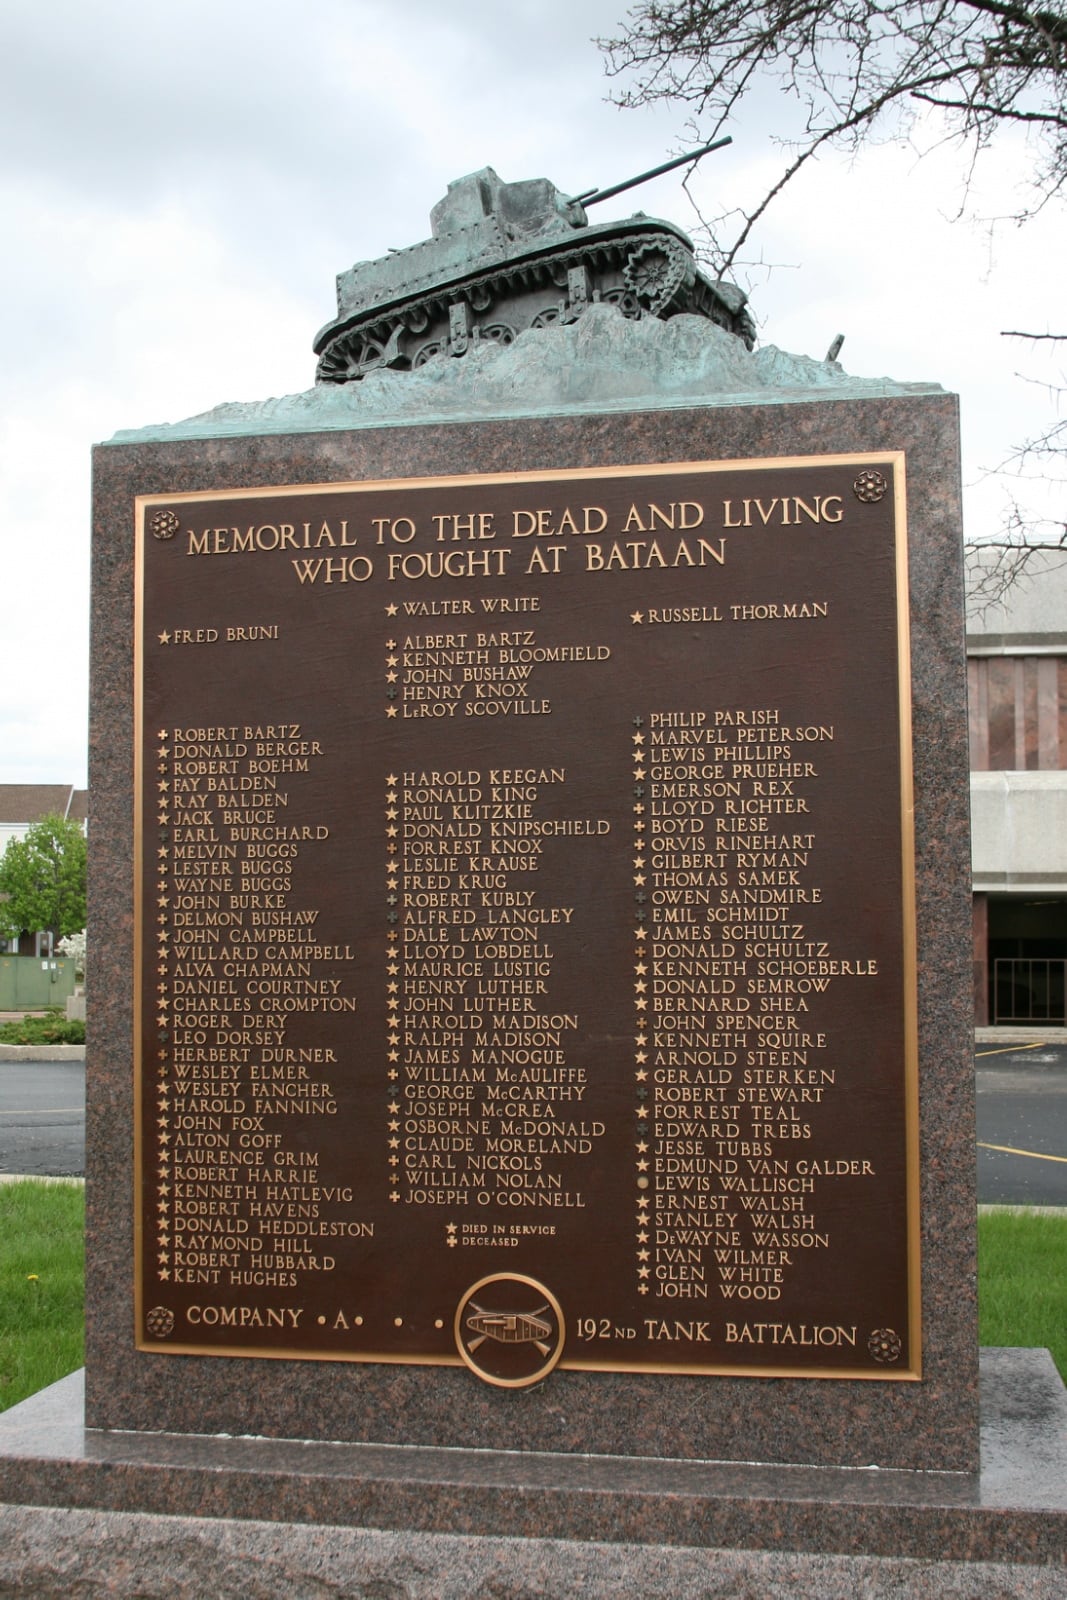 MEMORIAL TO THE DEAD AND LIVING
WHO FOUGHT AT BATAAN
★FRED BRUNI
★WALTER WRITE
★RUSSELL THORMAN
✚ALBERT BARTZ
★KENNETH BLOOMFIELD
★JOHN BUSHAW
✚HENRY KNOX
★LeROY SCOVILLE
✚ROBERT BARTZ
★DONALD BERGER
✚ROBERT BOEHM
★FAY BALDEN
★RAY BALDEN
★JACK BRUCE
✚EARL BURCHARD
★MELVIN BUGGS
✚LESTER BUGGS
✚WAYNE BUGGS
★JOHN BURKE
✚DELMON BUSHAW
★JOHN CAMPBELL
★WILLARD CAMPBELL
✚ALVA CHAPMAN
✚DANIEL COURTNEY
★CHARLES CROMPTON
★ROGER DERY
✚LEO DORSEY
✚HERBERT DURNER
✚WESLEY ELMER
★WESLEY FANCHER
★HAROLD FANNING
★JOHN FOX
★ALTON GOFF
★LAURENCE GRIM
★ROBERT HARRIE
★KENNETH HATLEVIG
★ROBERT HAVENS
★DONALD HEDDLESTON
★RAYMOND HILL
★ROBERT HUBBARD
★KENT HUGHES
★HAROLD KEEGAN
★RONALD KING
★PAUL KLITZKIE
★DONALD KNIPSCHIELD
✚FORREST KNOX
★LESLIE KRAUSE
★FRED KRUG
✚ROBERT KUBLY
✚ALFRED LANGLEY
✚DALE LAWTON
★LLOYD LOBDELL
★MAURICE LUSTIG
★HENRY LUTHER
★JOHN LUTHER
★HAROLD MADISON
★RALPH MADISON
★JAMES MANOGUE
✚WILLIAM McAULIFFE
✚GEORGE McCARTHY
★JOSEPH McCREA
★OSBORNE McDONALD
★CLAUDE MORELAND
✚CARL NICKOLS
✚WILLIAM NOLAN
✚JOSEPH O'CONNELL
★DIED IN SERVICE
✚DECEASED
✚PHILIP PARISH
★MARVEL PETERSON
★LEWIS PHILLIPS
★GEORGE PRUEHER
✚EMERSON REX
✚LLOYD RICHTER
✚BOYD RIESE
✚ORVIS RINEHART
★GILBERT RYMAN
★THOMAS SAMEK
✚OWEN SANDMIRE
✚EMIL SCHMIDT
★JAMES SCHULTZ
✚DONALD SCHULTZ
★KENNETH SCHOEBERLE
★DONALD SEMROW
★BERNARD SHEA
✚JOHN SPENCER
★KENNETH SQUIRE
★ARNOLD STEEN
★GERALD STERKEN
✚ROBERT STEWART
★FORREST TEAL
✚EDWARD TREBS
★JESSE TUBBS
★EDMUND VAN GALDER
●LEWIS WALLISCH
★ERNEST WALSH
★STANLEY WALSH
★DeWAYNE WASSON
★IVAN WILMER
★GLEN WHITE
✚JOHN WOOD
COMPANY •A• • • 192ND TANK BATTALION